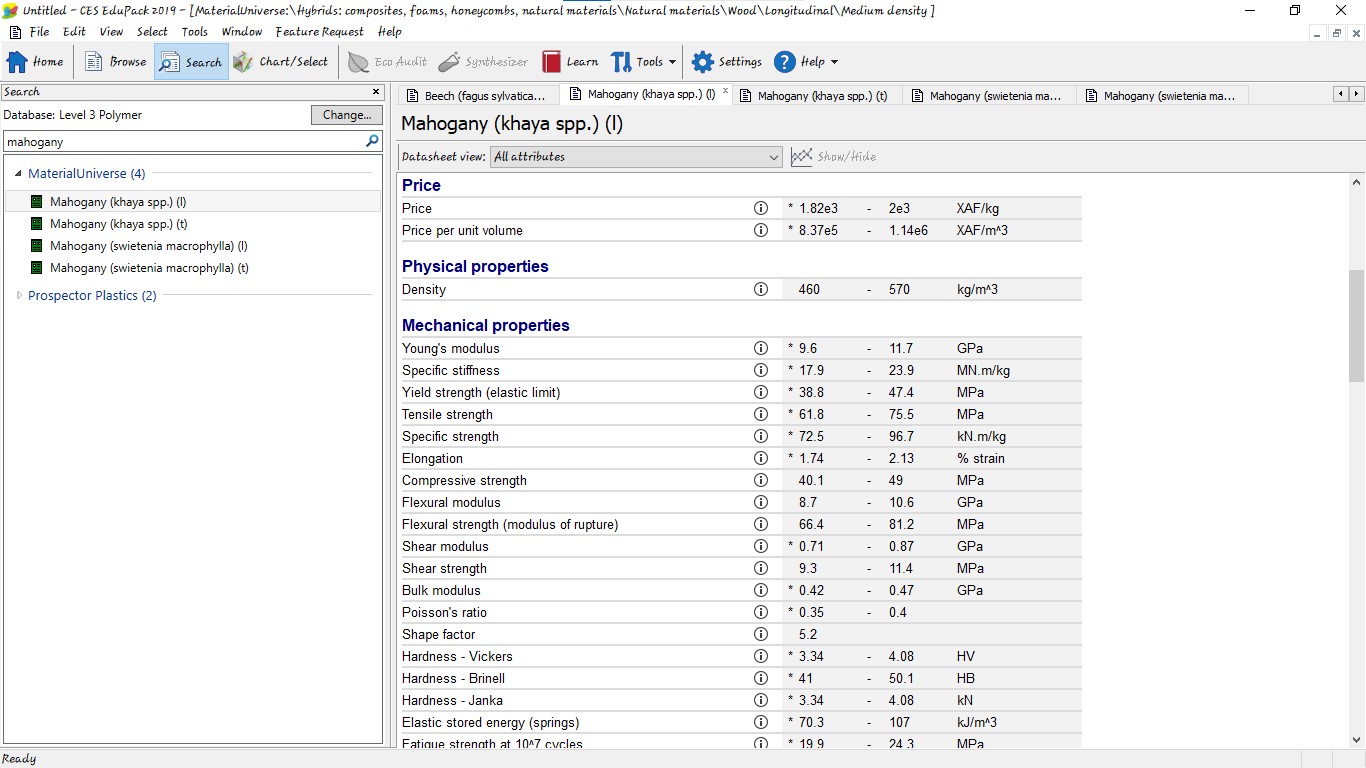 Untitled - CES EduPack 2019 - [MaterialUniverse:\Hybrids: composites, foams, honeycombs, natural materials\Natural materials\Wood\Longitudinal\Medium density ]
File Edit View Select Tools Window Feature Request Help
Home Browse Search Chart/Select Eco Audit Synthesizer Learn Tools Settings Help
Search
Database: Level 3 Polymer Change...
mahogany
MaterialUniverse (4)
Mahogany (khaya spp.) (l)
Mahogany (khaya spp.) (t)
Mahogany (swietenia macrophylla) (l)
Mahogany (swietenia macrophylla) (t)
Prospector Plastics (2)
Beech (fagus sylvatica... Mahogany (khaya spp.) (l) Mahogany (khaya spp.) (t) Mahogany (swietenia ma... Mahogany (swietenia ma...
Mahogany (khaya spp.) (l)
Datasheet view: All attributes Show/Hide
Price
Price * 1.82e3 - 2e3 XAF/kg
Price per unit volume * 8.37e5 - 1.14e6 XAF/m^3
Physical properties
Density 460 - 570 kg/m^3
Mechanical properties
Young's modulus * 9.6 - 11.7 GPa
Specific stiffness * 17.9 - 23.9 MN.m/kg
Yield strength (elastic limit) * 38.8 - 47.4 MPa
Tensile strength * 61.8 - 75.5 MPa
Specific strength * 72.5 - 96.7 kN.m/kg
Elongation * 1.74 - 2.13 % strain
Compressive strength 40.1 - 49 MPa
Flexural modulus 8.7 - 10.6 GPa
Flexural strength (modulus of rupture) 66.4 - 81.2 MPa
Shear modulus * 0.71 - 0.87 GPa
Shear strength 9.3 - 11.4 MPa
Bulk modulus * 0.42 - 0.47 GPa
Poisson's ratio * 0.35 - 0.4
Shape factor 5.2
Hardness - Vickers * 3.34 - 4.08 HV
Hardness - Brinell * 41 - 50.1 HB
Hardness - Janka * 3.34 - 4.08 kN
Elastic stored energy (springs) * 70.3 - 107 kJ/m^3
Fatigue strength at 10^7 cycles * 19.9 - 24.3 MPa
Ready